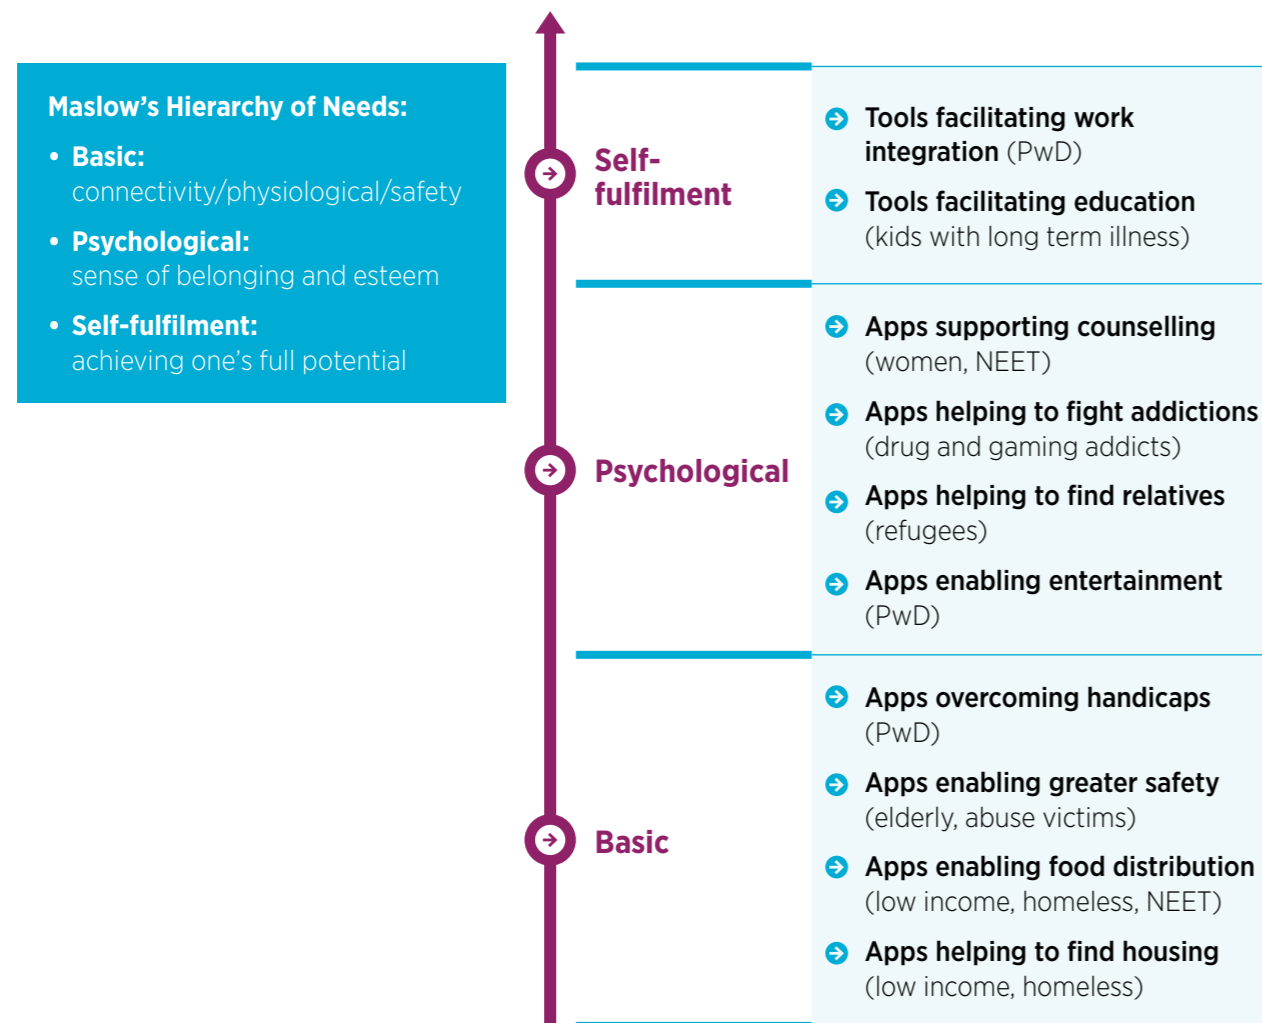 Maslow’s Hierarchy of Needs:
• Basic:
connectivity/physiological/safety
• Psychological:
sense of belonging and esteem
• Self-fulfilment:
achieving one’s full potential
Self-
fulfilment
Tools facilitating work
integration (PwD)
Tools facilitating education
(kids with long term illness)
Psychological
Apps supporting counselling
(women, NEET)
Apps helping to fight addictions
(drug and gaming addicts)
Apps helping to find relatives
(refugees)
Apps enabling entertainment
(PwD)
Basic
Apps overcoming handicaps
(PwD)
Apps enabling greater safety
(elderly, abuse victims)
Apps enabling food distribution
(low income, homeless, NEET)
Apps helping to find housing
(low income, homeless)